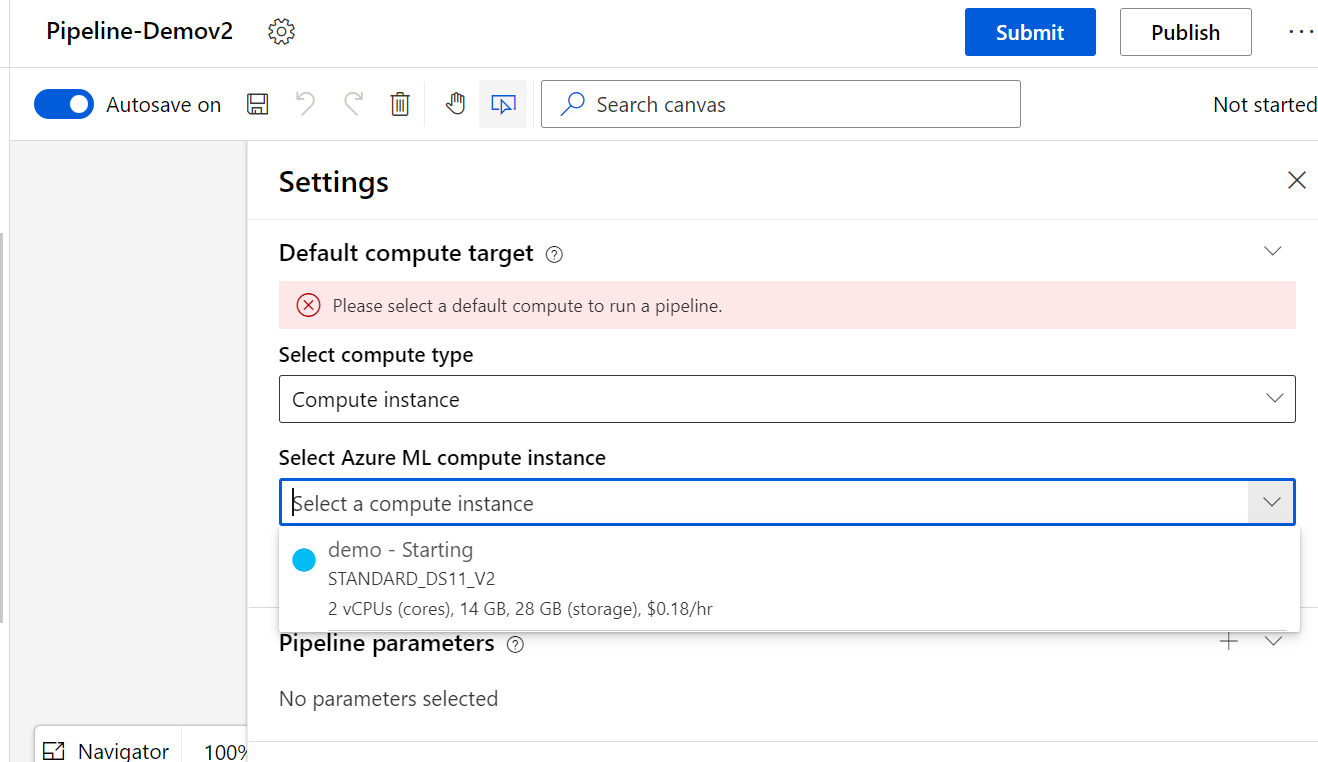 Pipeline-Demov2
Submit
Publish
Autosave on
Search canvas
Not started
Settings
Default compute target
Please select a default compute to run a pipeline.
Select compute type
Compute instance
Select Azure ML compute instance
Select a compute instance
demo - Starting
STANDARD_DS11_V2
2 vCPUs (cores), 14 GB, 28 GB (storage), $0.18/hr
Pipeline parameters
No parameters selected
Navigator
100%